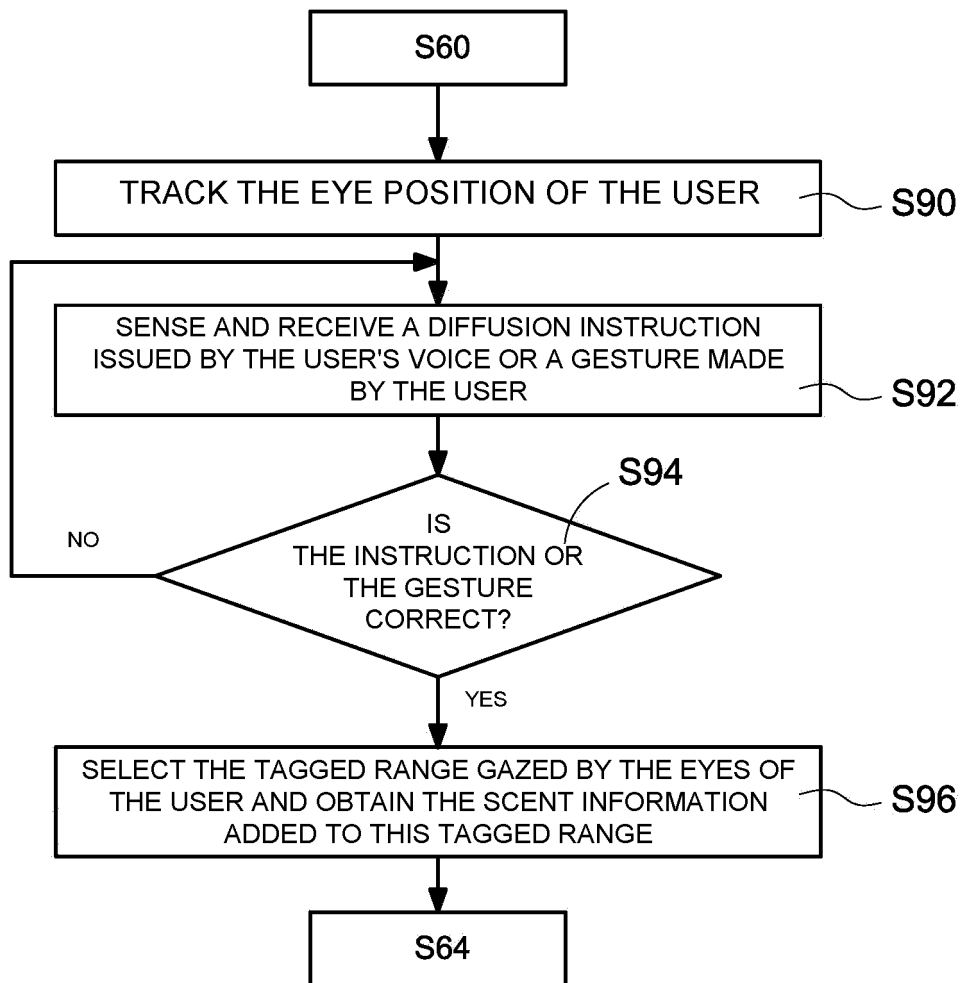 S60
TRACK THE EYE POSITION OF THE USER
S90
SENSE AND RECEIVE A DIFFUSION INSTRUCTION
ISSUED BY THE USER'S VOICE OR A GESTURE MADE
BY THE USER
S92
S94
IS
THE INSTRUCTION OR
THE GESTURE
CORRECT?
NO
YES
SELECT THE TAGGED RANGE GAZED BY THE EYES OF
THE USER AND OBTAIN THE SCENT INFORMATION
ADDED TO THIS TAGGED RANGE
S96
S64